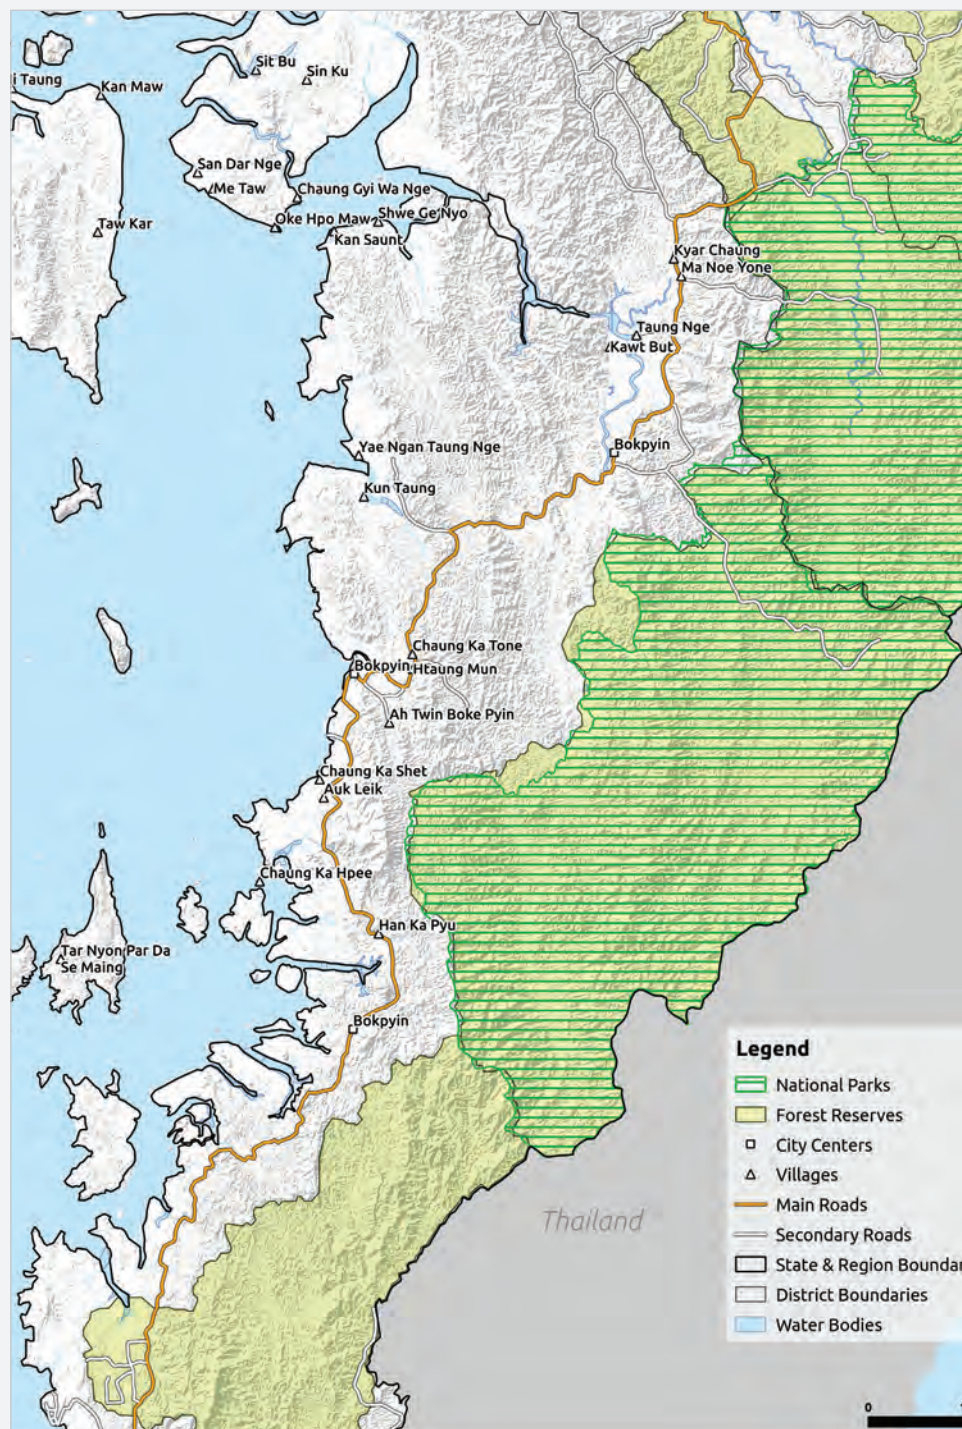 Sit Bu
Sin Ku
i Taung
Kan Maw
San Dar Nge
Me Taw
Chaung Gyi Wa Nge
Oke Hpo Maw
Shwe Ge Nyo
Taw Kar
Kan Saunt
Kyar Chaung
Ma Noe Yone
Taung Nge
Kawt But
Bokpyin
Yae Ngan Taung Nge
Kun Taung
Chaung Ka Tone
Bokpyin
Htaung Mun
Ah Twin Boke Pyin
Chaung Ka Shet
Auk Leik
Chaung Ka Hpee
Han Ka Pyu
Tar Nyon Par Da
Se Maing
Bokpyin
Thailand
Legend
National Parks
Forest Reserves
City Centers
Villages
Main Roads
Secondary Roads
State & Region Boundar
District Boundaries
Water Bodies
0